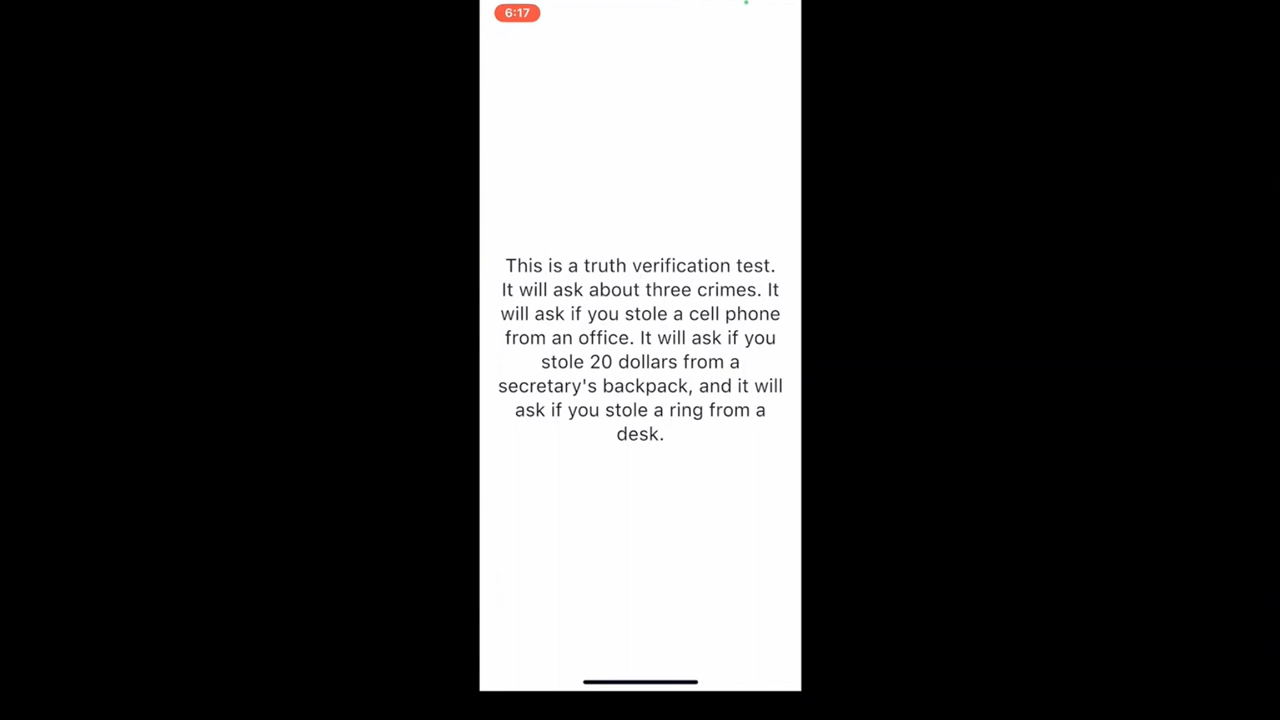 6:17
This is a truth verification test.
It will ask about three crimes. It
will ask if you stole a cell phone
from an office. It will ask if you
stole 20 dollars from a
secretary's backpack, and it will
ask if you stole a ring from a
desk.